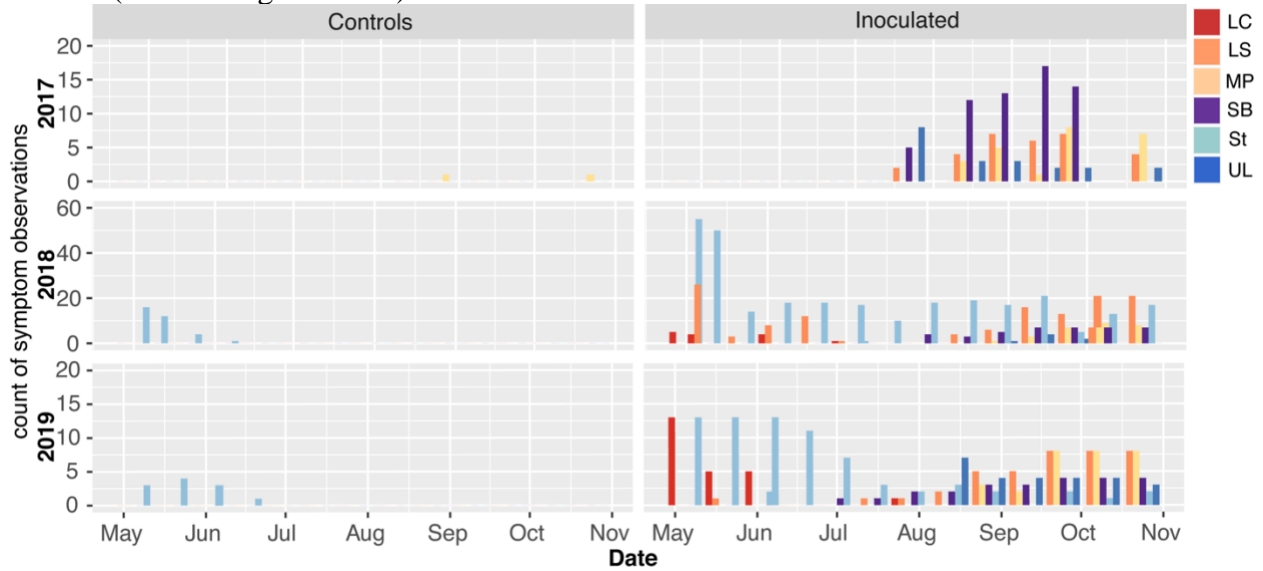 Controls
Inoculated
LC
LS
MP
SB
St
UL
count of symptom observations
2017
20
15
10
5
0
2018
60
40
20
0
2019
20
15
10
5
0
May Jun Jul Aug Sep Oct Nov
May Jun Jul Aug Sep Oct Nov
Date